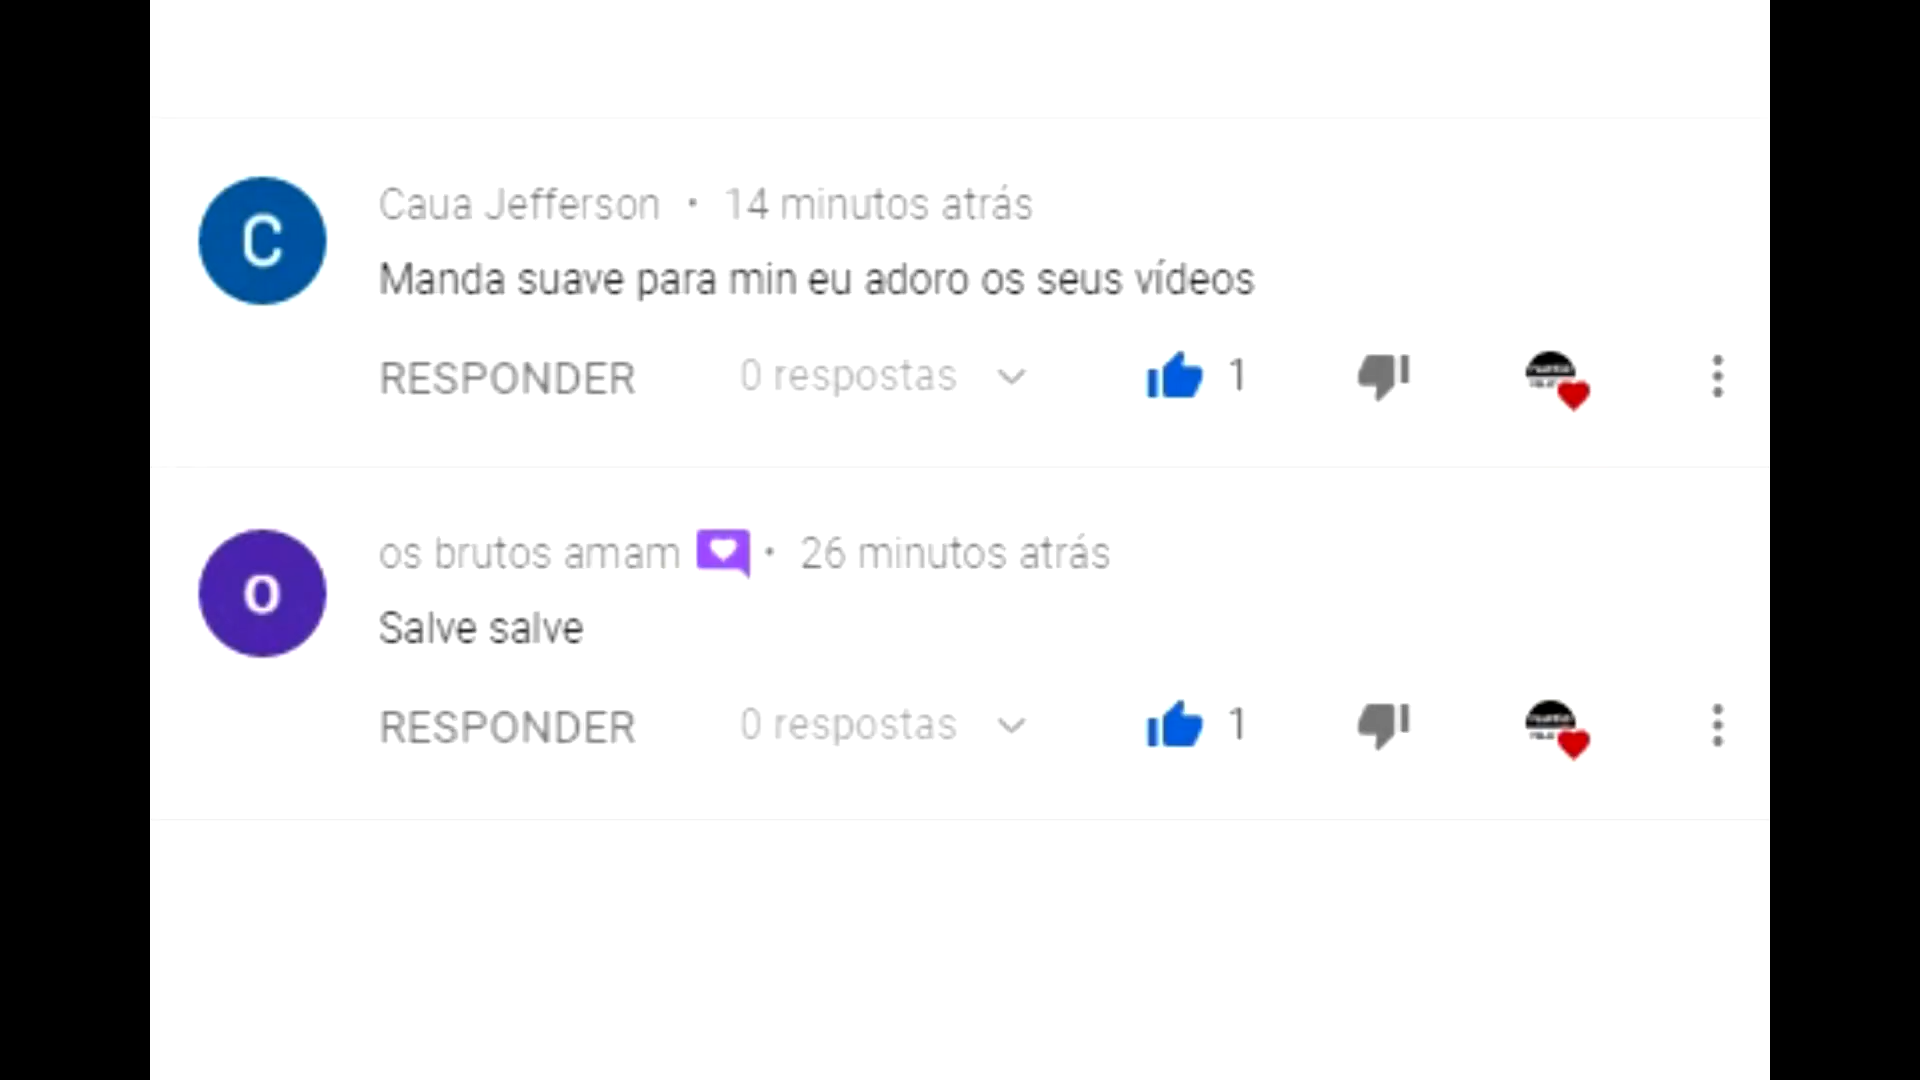 C
Caua Jefferson • 14 minutos atrás
Manda suave para min eu adoro os seus vídeos
RESPONDER 0 respostas 1
o
os brutos amam • 26 minutos atrás
Salve salve
RESPONDER 0 respostas 1